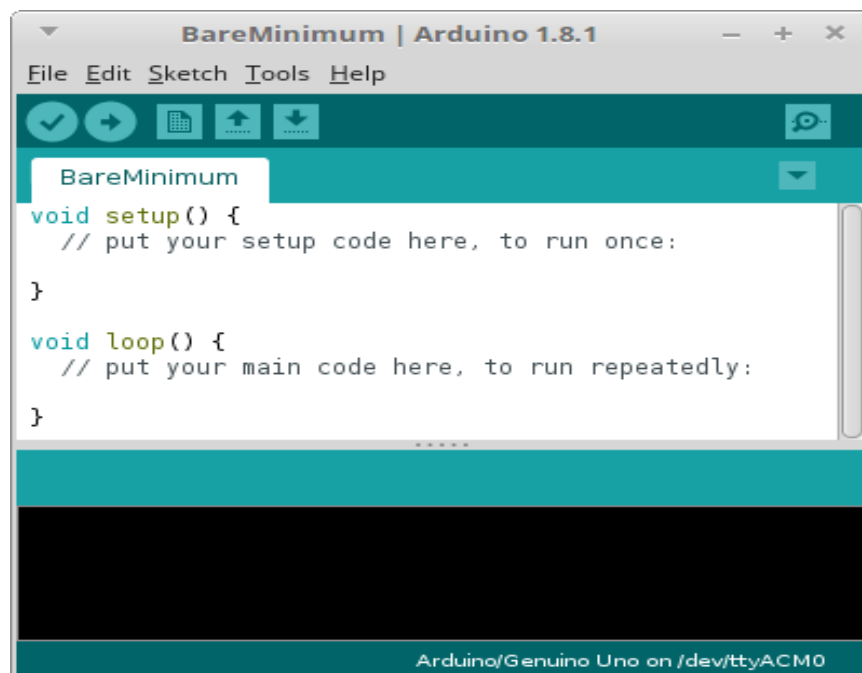 BareMinimum | Arduino 1.8.1
File Edit Sketch Tools Help
BareMinimum
void setup() {
  // put your setup code here, to run once:
}
void loop() {
  // put your main code here, to run repeatedly:
}
Arduino/Genuino Uno on /dev/ttyACM0